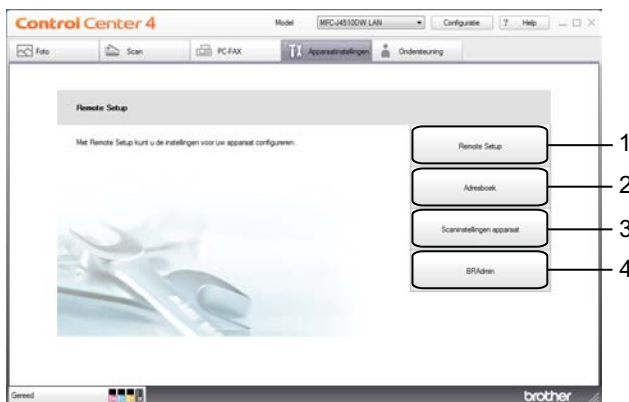 Control Center 4
Model MFC-J4510DW LAN Configuratie ? Help
Foto Scan PC-FAX Apparaatinstellingen Ondersteuning
Remote Setup
Met Remote Setup kunt u de instellingen voor uw apparaat configureren.
Remote Setup 1
Adresboek 2
Scaninstellingen apparaat 3
BRAdmin 4
Gereed
brother